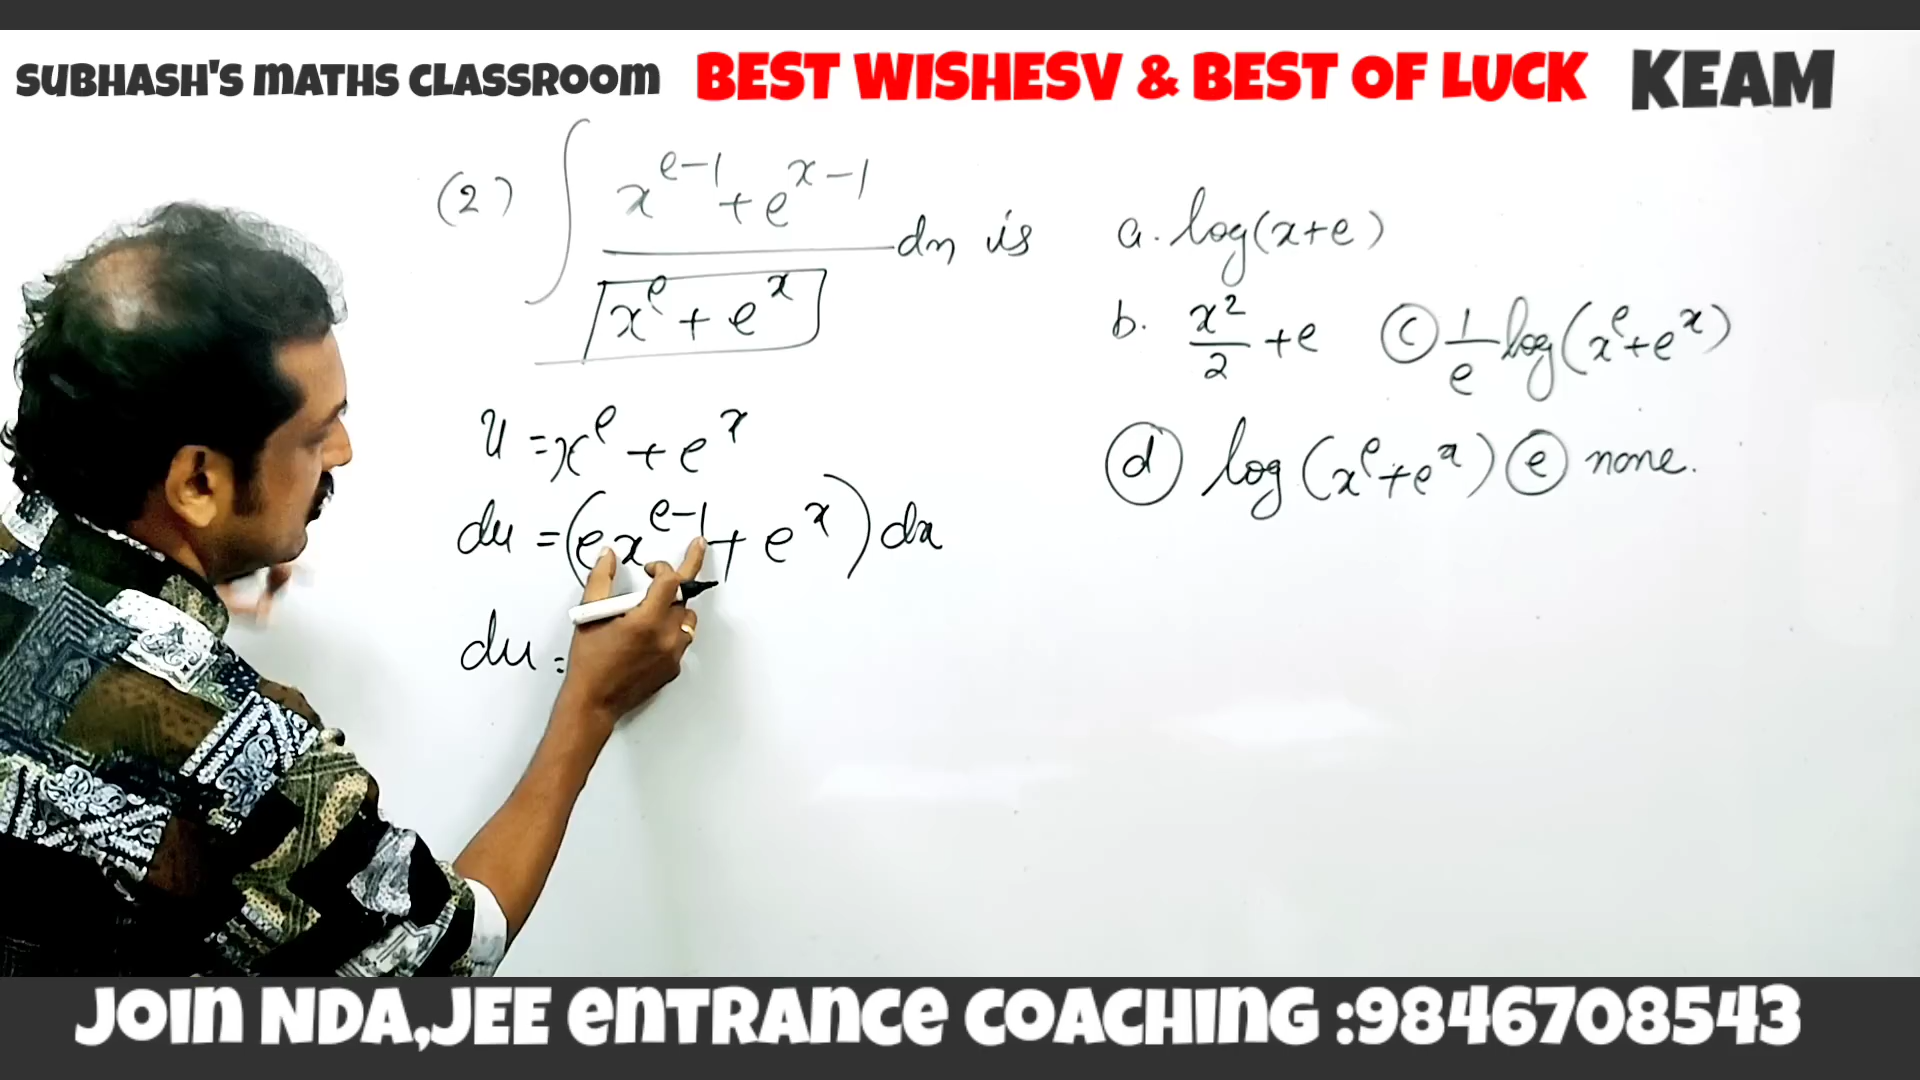 SUBHASH'S MATHS CLASSROOM BEST WISHESV & BEST OF LUCK KEAM
(2) ∫ (x^(e-1) + e^(x-1)) / (x^e + e^x) dx is
a. log(x+e)
b. x²/2 + e (c) 1/e log(x^e + e^x)
(d) log(x^e + e^x) (e) none.
u = x^e + e^x
du = (ex^(e-1) + e^x) dx
du =
JOIN NDA,JEE ENTRANCE COACHING :9846708543